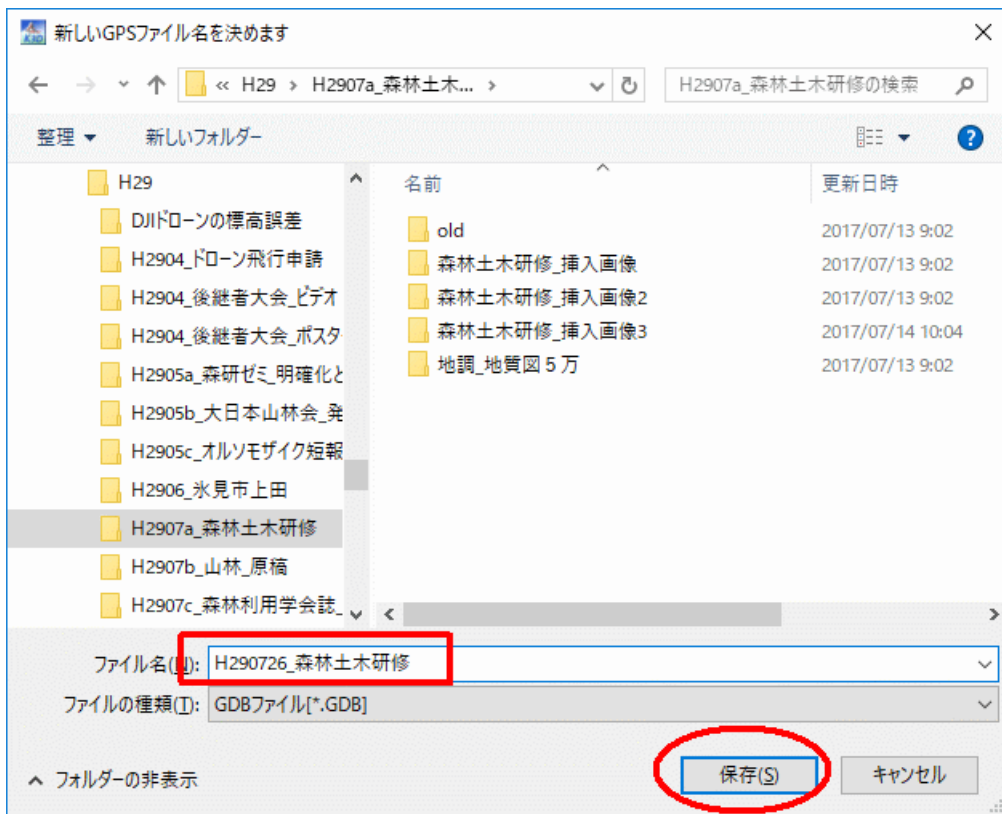 新しいGPSファイル名を決めます
« H29 › H2907a_森林土木... ›
H2907a_森林土木研修の検索
整理
新しいフォルダー
H29
DJIドローンの標高誤差
H2904_ドローン飛行申請
H2904_後継者大会_ビデオ
H2904_後継者大会_ポスタ
H2905a_森研ゼミ_明確化と
H2905b_大日本山林会_発
H2905c_オルソモザイク短報
H2906_氷見市上田
H2907a_森林土木研修
H2907b_山林_原稿
H2907c_森林利用学会誌_
名前 更新日時
old 2017/07/13 9:02
森林土木研修_挿入画像 2017/07/13 9:02
森林土木研修_挿入画像2 2017/07/13 9:02
森林土木研修_挿入画像3 2017/07/14 10:04
地調_地質図５万 2017/07/13 9:02
ファイル名(N): H290726_森林土木研修
ファイルの種類(T): GDBファイル[*.GDB]
フォルダーの非表示
保存(S)
キャンセル